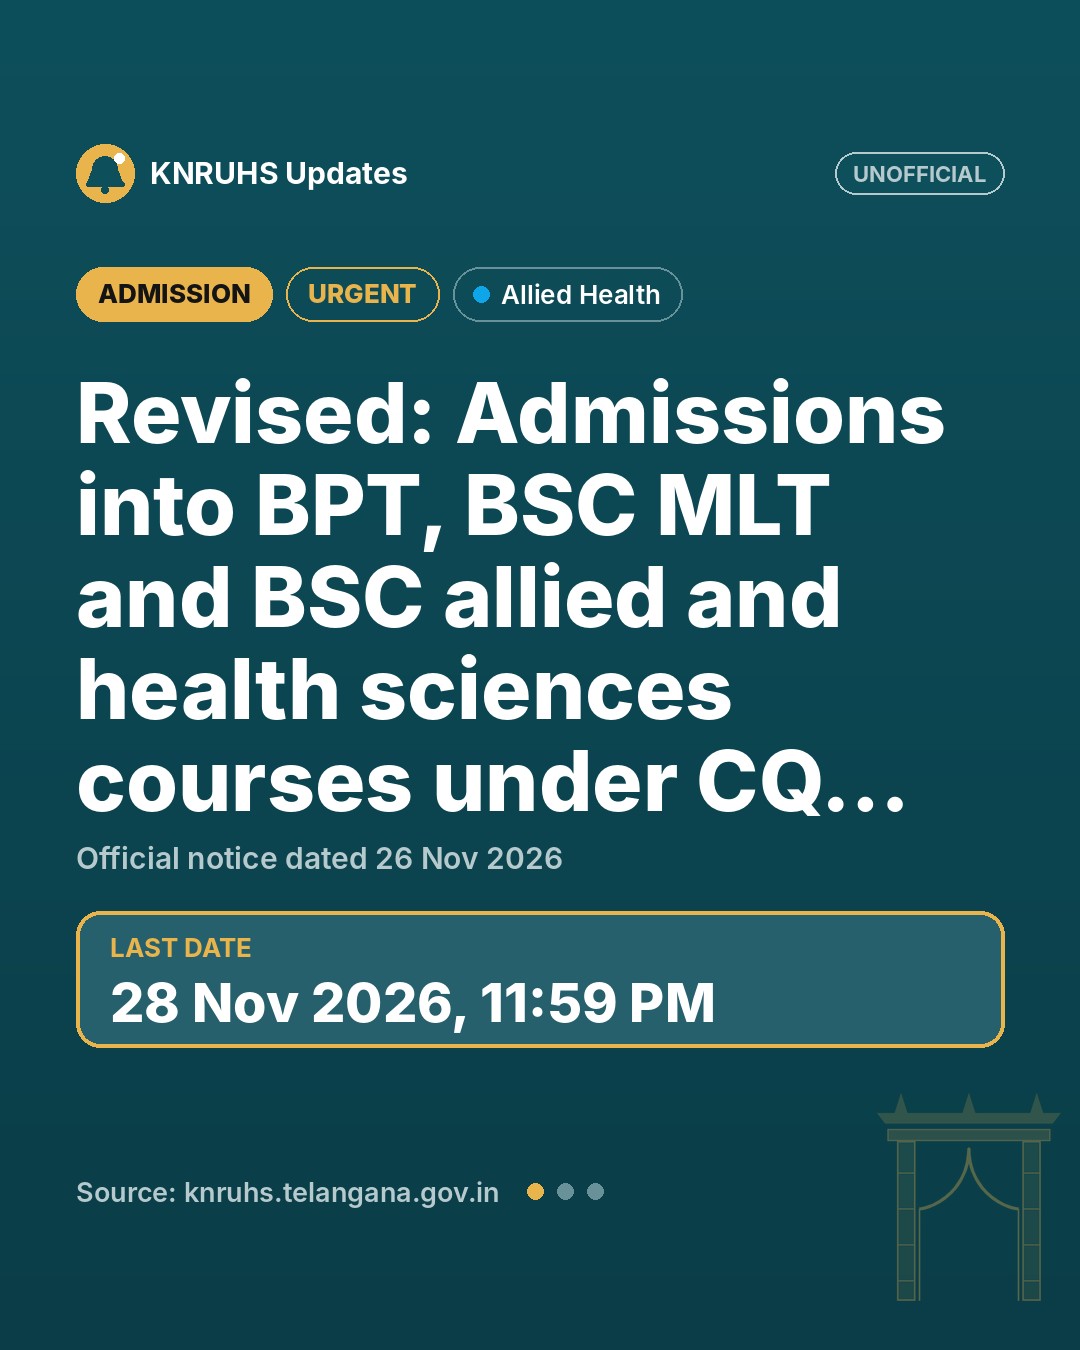 KNRUHS Updates
UNOFFICIAL
ADMISSION
URGENT
Allied Health
Revised: Admissions
into BPT, BSC MLT
and BSC allied and
health sciences
courses under CQ...
Official notice dated 26 Nov 2026
LAST DATE
28 Nov 2026, 11:59 PM
Source: knruhs.telangana.gov.in